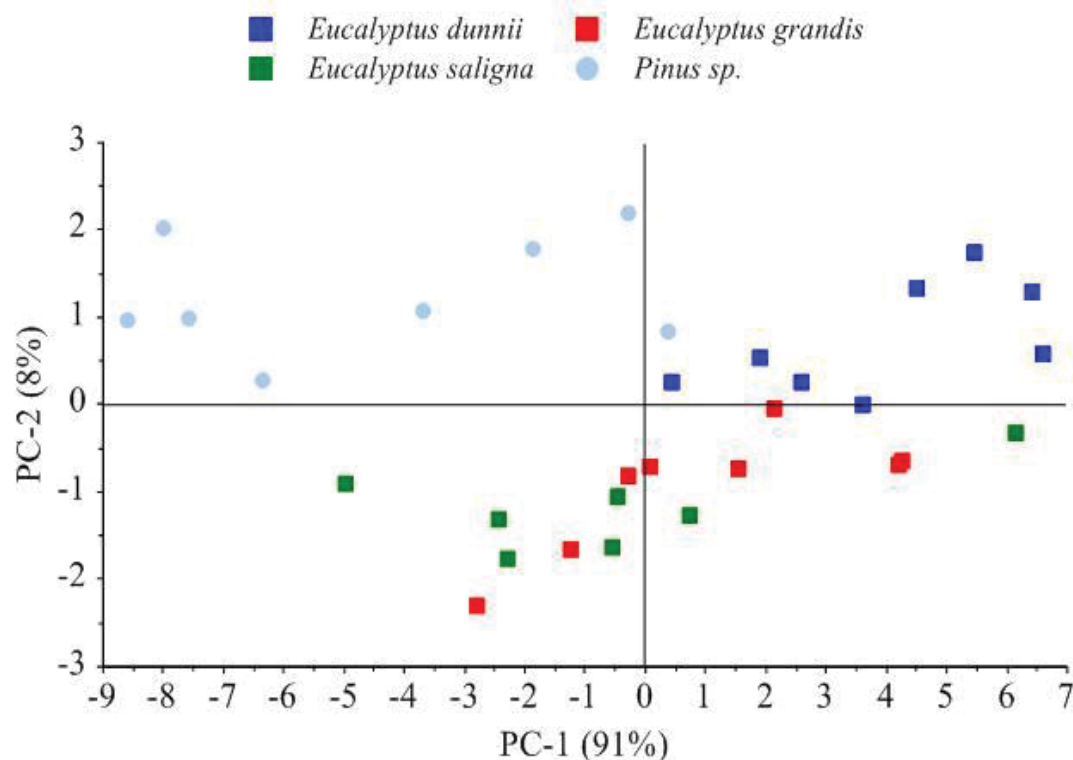 Eucalyptus dunnii Eucalyptus grandis
Eucalyptus saligna Pinus sp.
3
2
1
0
-1
-2
-3
PC-2 (8%)
-9 -8 -7 -6 -5 -4 -3 -2 -1 0 1 2 3 4 5 6 7
PC-1 (91%)